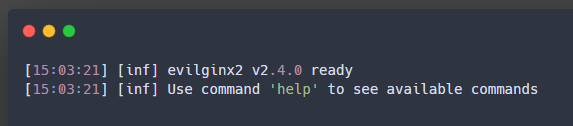 [15:03:21] [inf] evilginx2 v2.4.0 ready
[15:03:21] [inf] Use command 'help' to see available commands